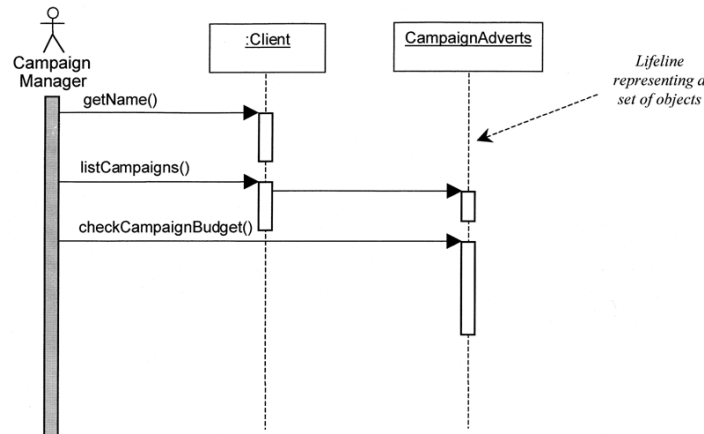 :Client
CampaignAdverts
Campaign
Manager
Lifeline
representing a
set of objects
getName()
listCampaigns()
checkCampaignBudget()